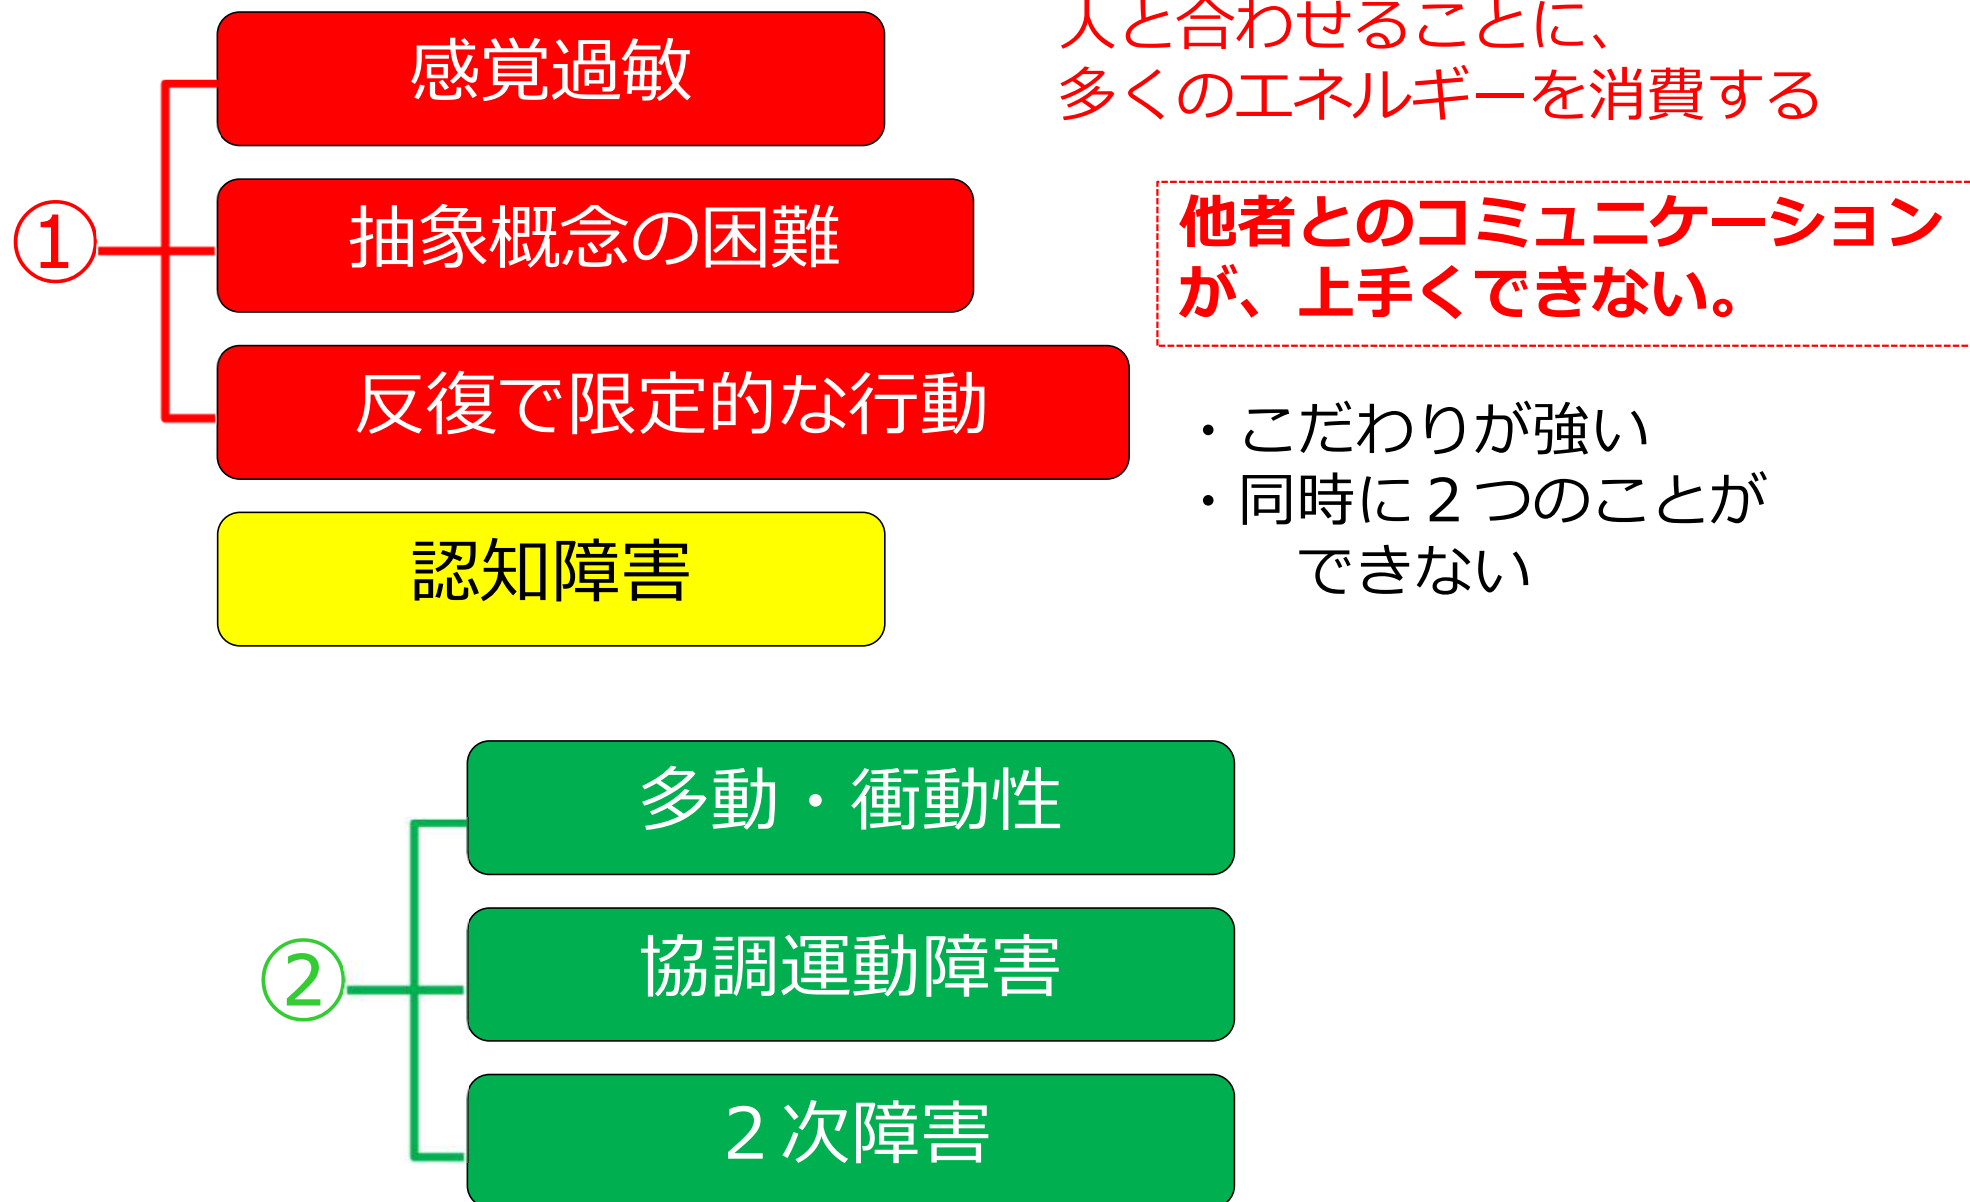 感覚過敏
人と合わせることに、
多くのエネルギーを消費する
①
抽象概念の困難
他者とのコミュニケーション
が、上手くできない。
反復で限定的な行動
・こだわりが強い
・同時に２つのことが
できない
認知障害
②
多動・衝動性
協調運動障害
２次障害